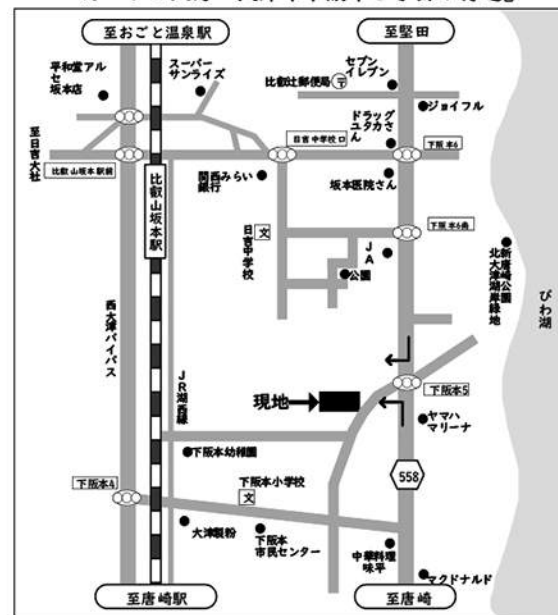 至おごと温泉駅
至堅田
平和堂アル
セ
坂本店
スーパー
サンライズ
セブン
イレブン
比叡辻郵便局
〒
ジョイフル
ドラッグ
ユタカさ
ん
至日吉大社
日吉中学校口
下阪本6
比叡山坂本駅前
比叡山坂本駅
関西みらい
銀行
坂本医院さん
日吉中学校
文
下阪本6南
JA
公園
新唐崎公園
北大津湖岸緑地
びわ湖
西大津バイパス
JR湖西線
現地
下阪本5
ヤマハ
マリーナ
下阪本幼稚園
558
下阪本4
下阪本小学校
文
大津製粉
下阪本
市民センター
中華料理
味平
マクドナルド
至唐崎駅
至唐崎